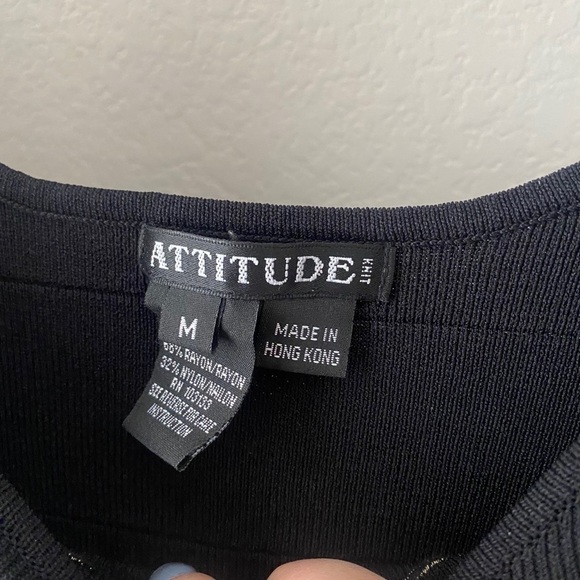 ATTITUDE KNIT
M
68% RAYON/RAYON
32% NYLON/NAILON
RN 103133
SEE REVERSE FOR CARE
INSTRUCTION
MADE IN
HONG KONG